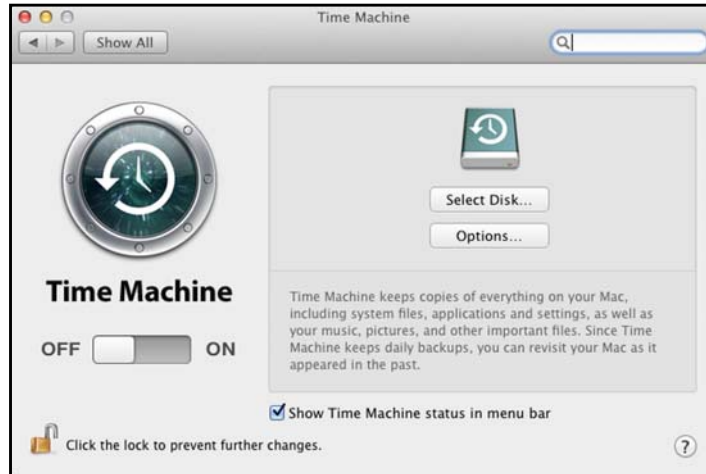 Time Machine
Show All
Select Disk...
Options...
Time Machine
OFF ON
Time Machine keeps copies of everything on your Mac,
including system files, applications and settings, as well as
your music, pictures, and other important files. Since Time
Machine keeps daily backups, you can revisit your Mac as it
appeared in the past.
Show Time Machine status in menu bar
Click the lock to prevent further changes.
?